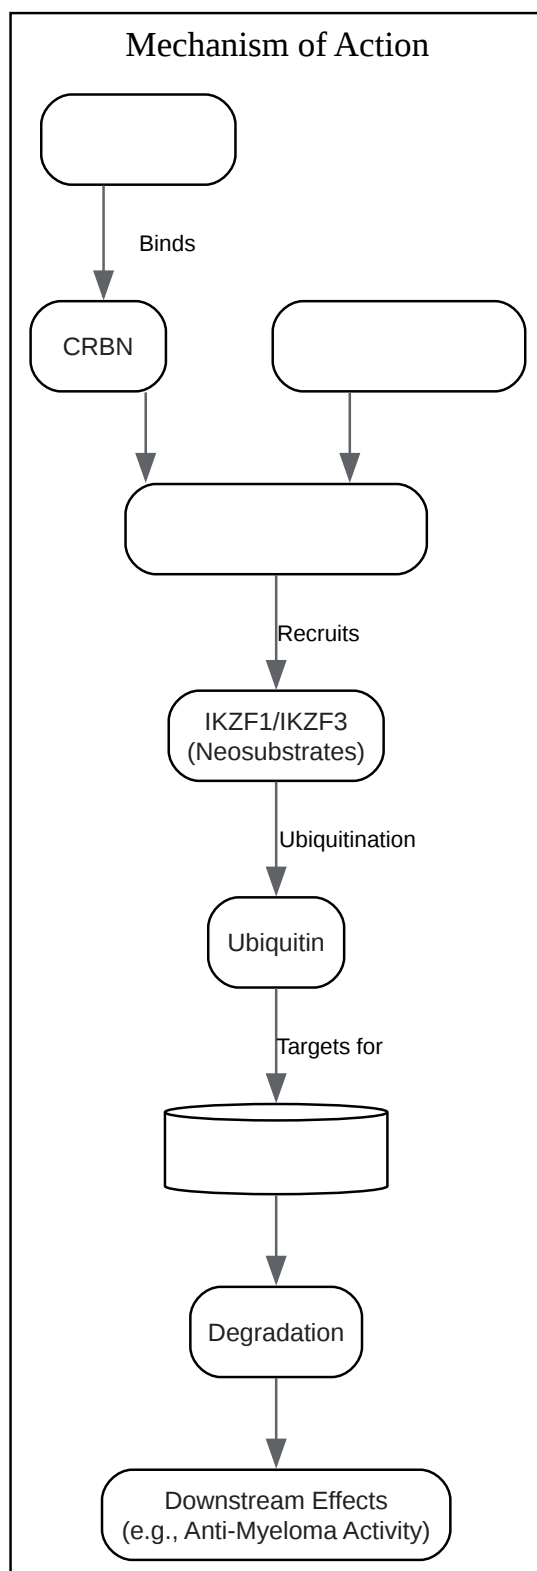 Mechanism of Action
Binds
CRBN
Recruits
IKZF1/IKZF3
(Neosubstrates)
Ubiquitination
Ubiquitin
Targets for
Degradation
Downstream Effects
(e.g., Anti-Myeloma Activity)